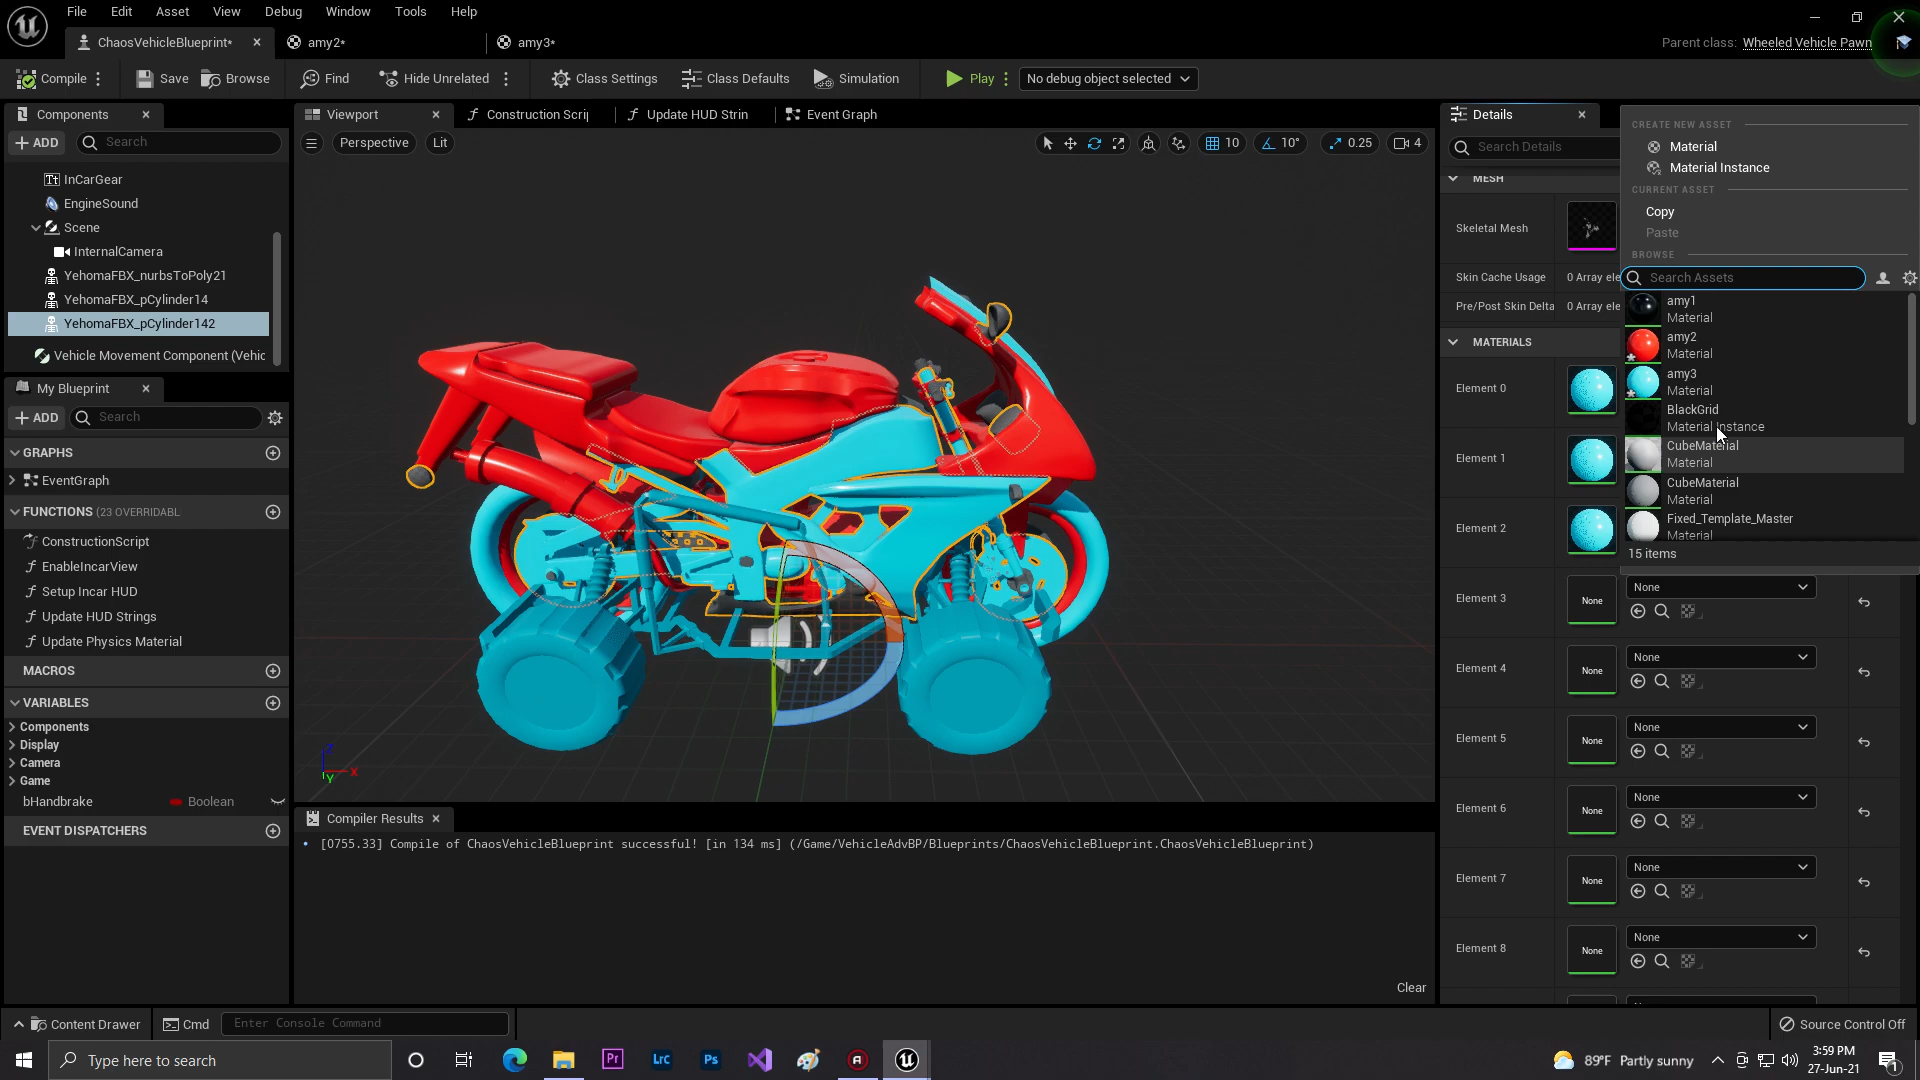 File Edit Asset View Debug Window Tools Help
ChaosVehicleBlueprint* amy2* amy3* Parent class: Wheeled Vehicle Pawn
Compile Save Browse Find Hide Unrelated Class Settings Class Defaults Simulation Play No debug object selected
Components Viewport Construction Scrip Update HUD Strin Event Graph Details
ADD Search Perspective Lit 10 10° 0.25 4 Search Details
InCarGear
EngineSound
Scene
InternalCamera
YehomaFBX_nurbsToPoly21
YehomaFBX_pCylinder14
YehomaFBX_pCylinder142
Vehicle Movement Component (Vehic
My Blueprint
ADD Search
GRAPHS
EventGraph
FUNCTIONS (23 OVERRIDABL
ConstructionScript
EnableIncarView
Setup Incar HUD
Update HUD Strings
Update Physics Material
MACROS
VARIABLES
Components
Display
Camera
Game
bHandbrake Boolean
EVENT DISPATCHERS
Z
X
Y
Compiler Results
• [0755.33] Compile of ChaosVehicleBlueprint successful! [in 134 ms] (/Game/VehicleAdvBP/Blueprints/ChaosVehicleBlueprint.ChaosVehicleBlueprint)
Clear
MESH
Skeletal Mesh
Skin Cache Usage 0 Array ele
Pre/Post Skin Delta 0 Array ele
MATERIALS
Element 0
Element 1
Element 2
Element 3 None None
Element 4 None None
Element 5 None None
Element 6 None None
Element 7 None None
Element 8 None None
CREATE NEW ASSET
Material
Material Instance
CURRENT ASSET
Copy
Paste
BROWSE
Search Assets
amy1
Material
amy2
Material
amy3
Material
BlackGrid
Material Instance
CubeMaterial
Material
CubeMaterial
Material
Fixed_Template_Master
Material
15 items
Content Drawer Cmd Enter Console Command Source Control Off
Type here to search Pr Lrc Ps 89°F Partly sunny 3:59 PM
27-Jun-21 1